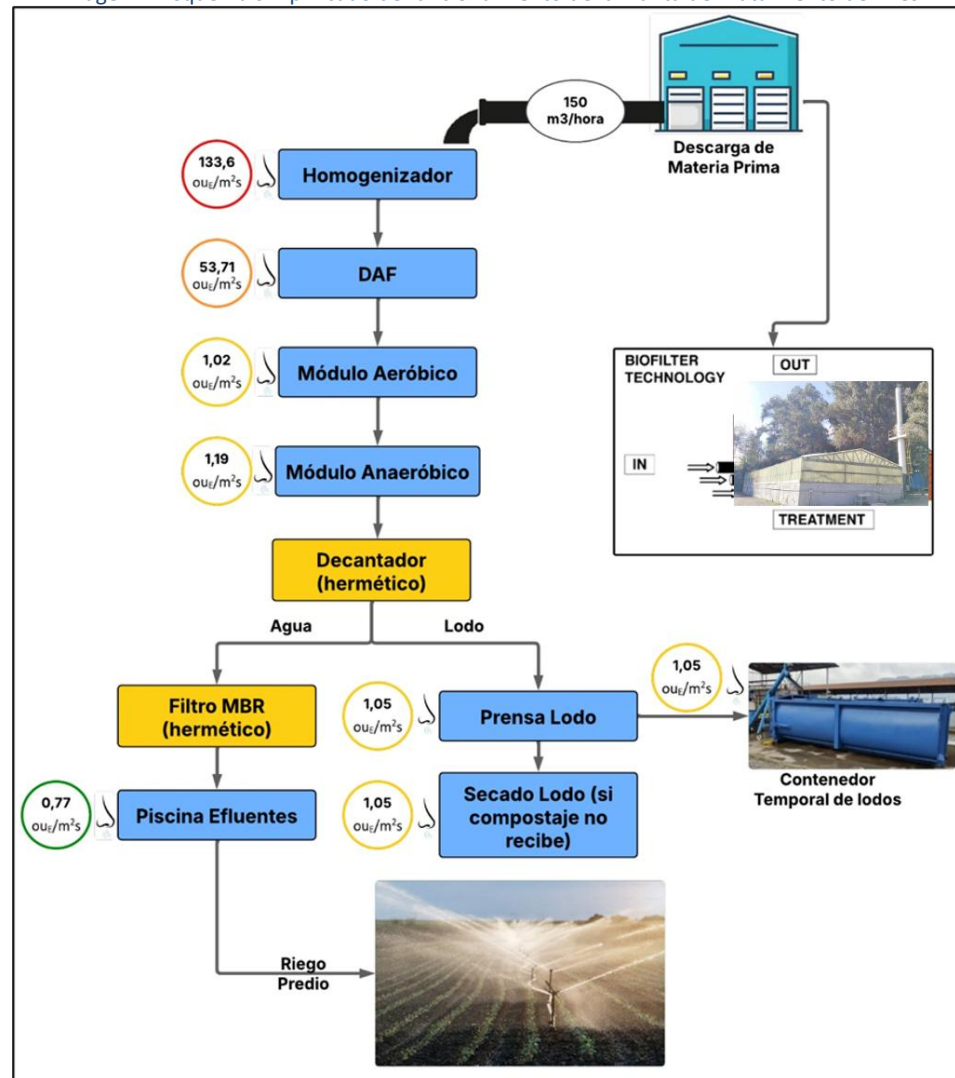 150
m3/hora
Descarga de
Materia Prima
133,6
ouE/m²s
Homogenizador
53,71
ouE/m²s
DAF
1,02
ouE/m²s
Módulo Aeróbico
1,19
ouE/m²s
Módulo Anaeróbico
BIOFILTER
TECHNOLOGY
OUT
IN
TREATMENT
Decantador
(hermético)
Agua
Lodo
Filtro MBR
(hermético)
1,05
ouE/m²s
Prensa Lodo
1,05
ouE/m²s
Contenedor
Temporal de lodos
0,77
ouE/m²s
Piscina Efluentes
1,05
ouE/m²s
Secado Lodo (si
compostaje no
recibe)
Riego
Predio